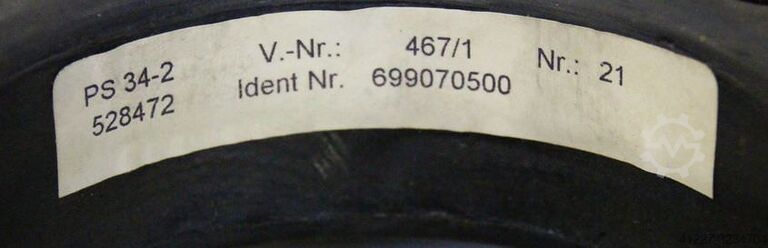 PS 34-2 V.-Nr.: 467/1 Nr.: 21
528472 Ident Nr. 699070500